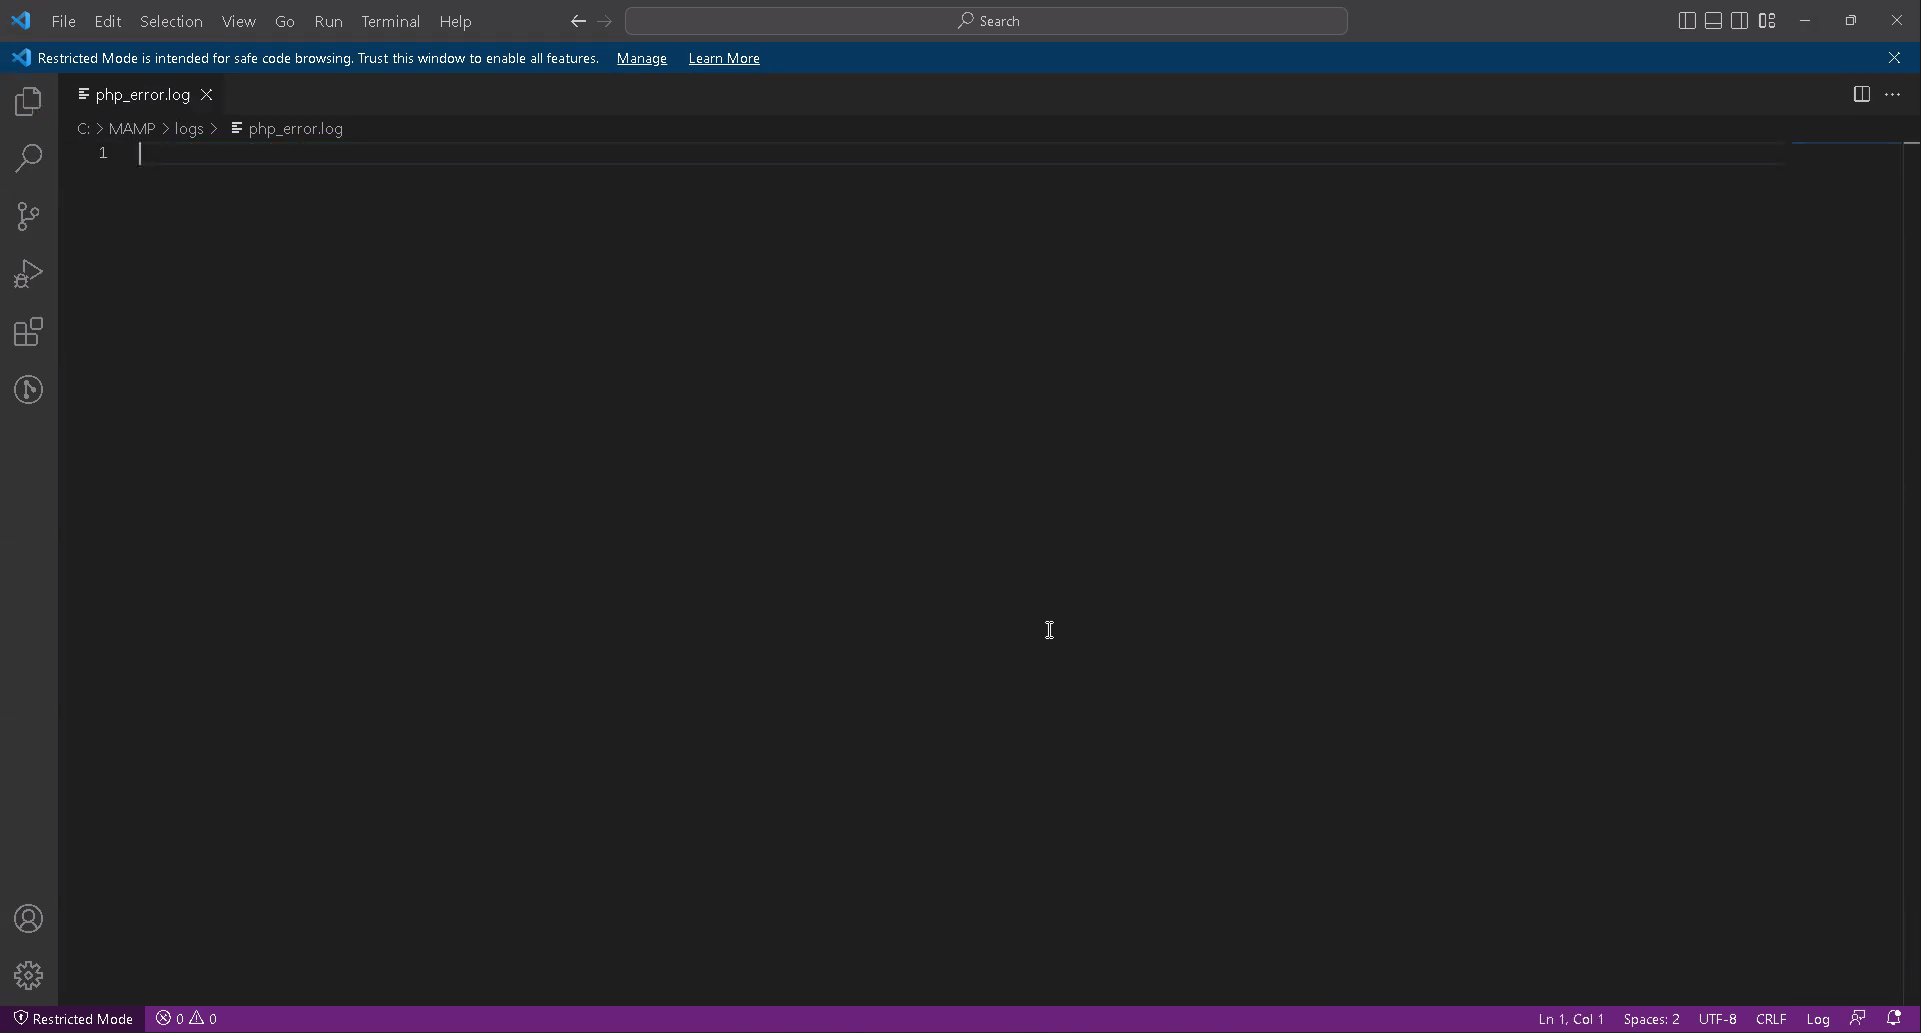 File Edit Selection View Go Run Terminal Help Search
Restricted Mode is intended for safe code browsing. Trust this window to enable all features. Manage Learn More
php_error.log
C: > MAMP > logs > php_error.log
1
Restricted Mode 0 0 Ln 1, Col 1 Spaces: 2 UTF-8 CRLF Log